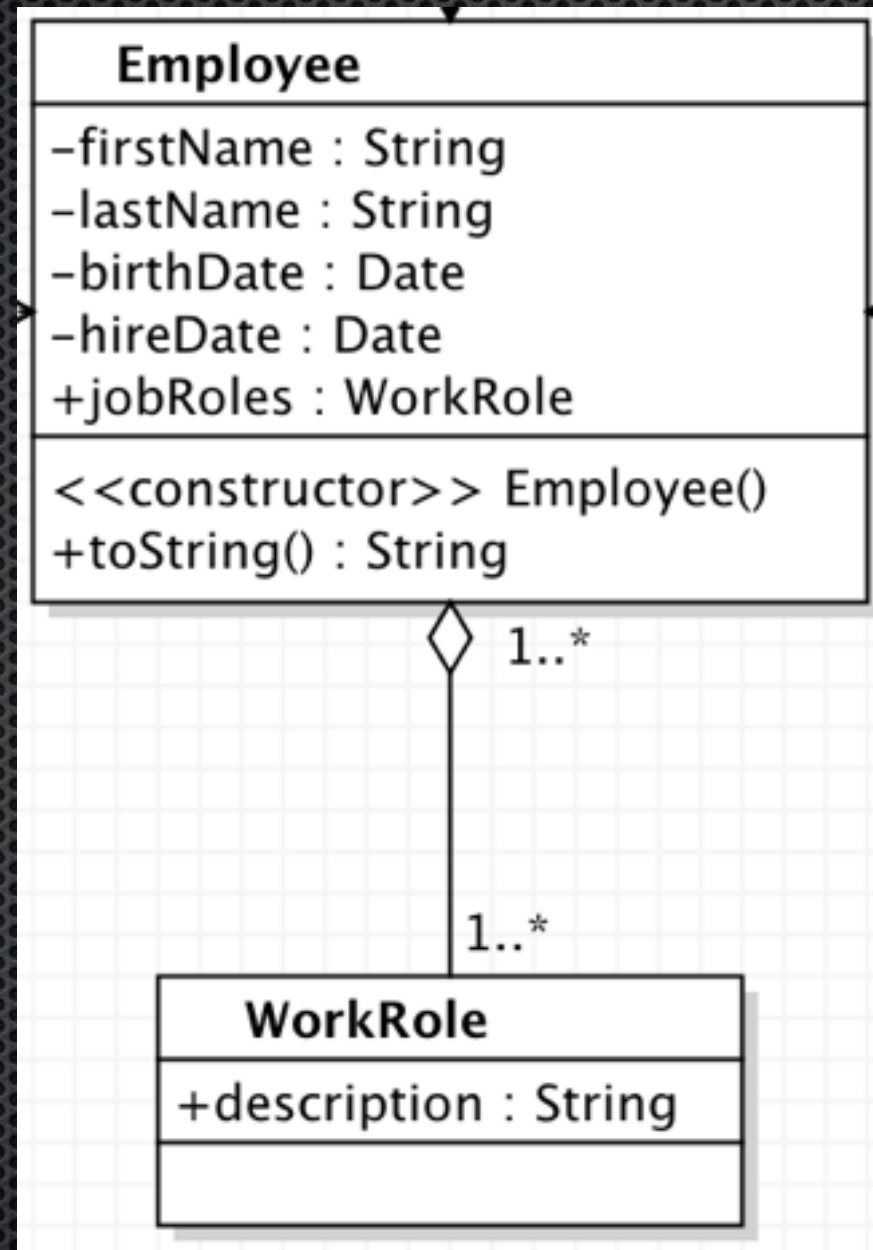 Employee
-firstName : String
-lastName : String
-birthDate : Date
-hireDate : Date
+jobRoles : WorkRole
<<constructor>> Employee()
+toString() : String
1..*
1..*
WorkRole
+description : String